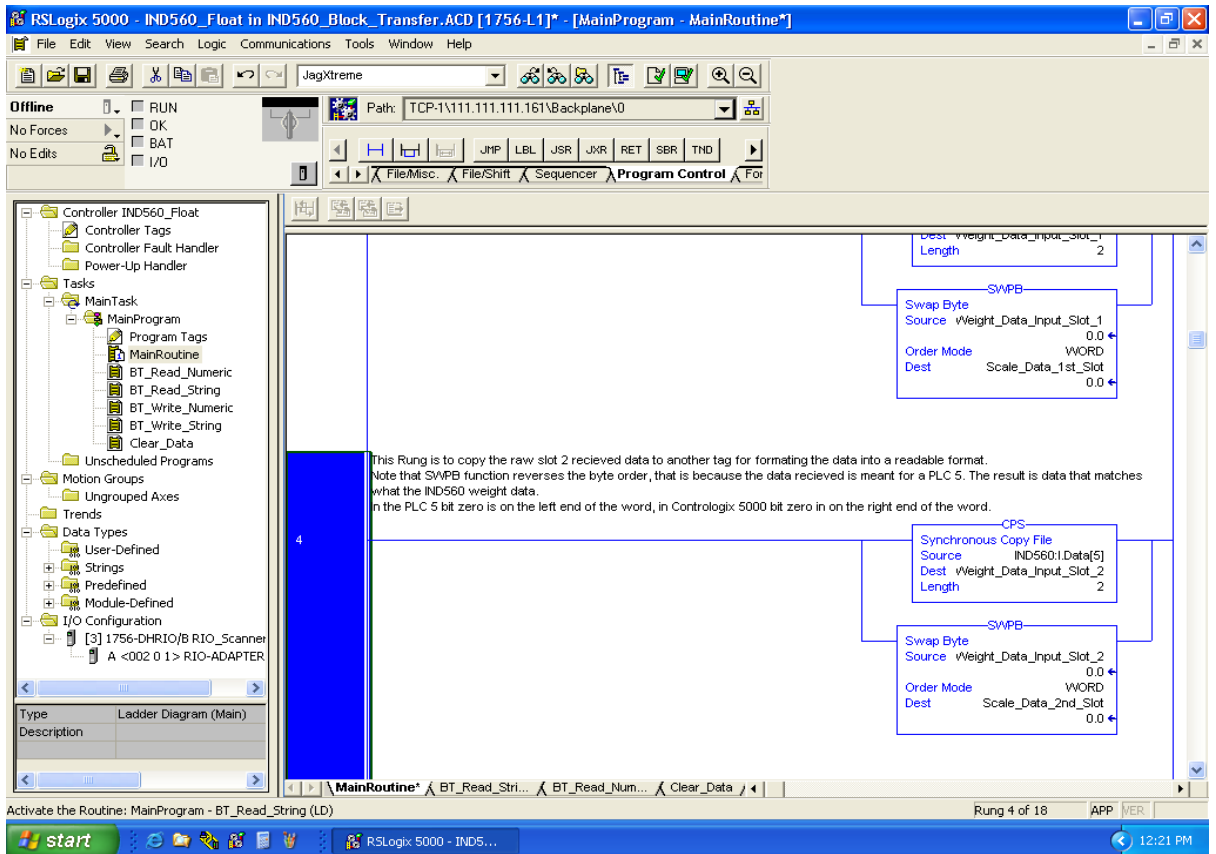 RSLogix 5000 - IND560_Float in IND560_Block_Transfer.ACD [1756-L1]* - [MainProgram - MainRoutine*]
File Edit View Search Logic Communications Tools Window Help
JagXtreme
Offline RUN
No Forces OK
BAT
No Edits I/O
Path: TCP-1\111.111.111.161\Backplane\0
JMP LBL JSR JXR RET SBR TND
File/Misc. File/Shift Sequencer Program Control For
Controller IND560_Float
Controller Tags
Controller Fault Handler
Power-Up Handler
Tasks
MainTask
MainProgram
Program Tags
MainRoutine
BT_Read_Numeric
BT_Read_String
BT_Write_Numeric
BT_Write_String
Clear_Data
Unscheduled Programs
Motion Groups
Ungrouped Axes
Trends
Data Types
User-Defined
Strings
Predefined
Module-Defined
I/O Configuration
[3] 1756-DHRIO/B RIO_Scanner
A <002 0 1> RIO-ADAPTER
Type Ladder Diagram (Main)
Description
Dest Weight_Data_Input_Slot_1
Length 2
SWPB
Swap Byte
Source Weight_Data_Input_Slot_1
0.0
Order Mode WORD
Dest Scale_Data_1st_Slot
0.0
This Rung is to copy the raw slot 2 recieved data to another tag for formating the data into a readable format.
Note that SWPB function reverses the byte order, that is because the data recieved is meant for a PLC 5. The result is data that matches
what the IND560 weight data.
In the PLC 5 bit zero is on the left end of the word, in Contrologix 5000 bit zero in on the right end of the word.
4
CPS
Synchronous Copy File
Source IND560:I.Data[5]
Dest Weight_Data_Input_Slot_2
Length 2
SWPB
Swap Byte
Source Weight_Data_Input_Slot_2
0.0
Order Mode WORD
Dest Scale_Data_2nd_Slot
0.0
MainRoutine* BT_Read_Stri... BT_Read_Num... Clear_Data
Activate the Routine: MainProgram - BT_Read_String (LD)
Rung 4 of 18 APP VER
start RSLogix 5000 - IND5... 12:21 PM